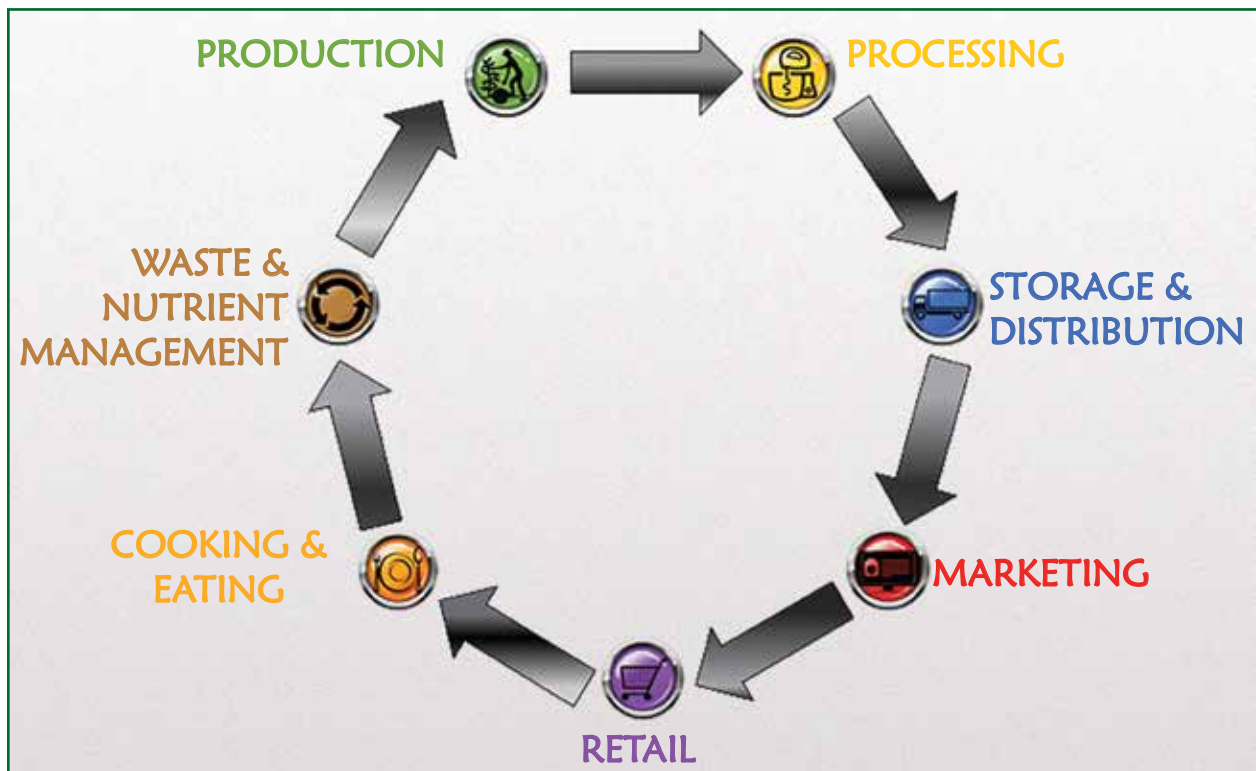 PRODUCTION
PROCESSING
STORAGE &
DISTRIBUTION
MARKETING
RETAIL
COOKING &
EATING
WASTE &
NUTRIENT
MANAGEMENT